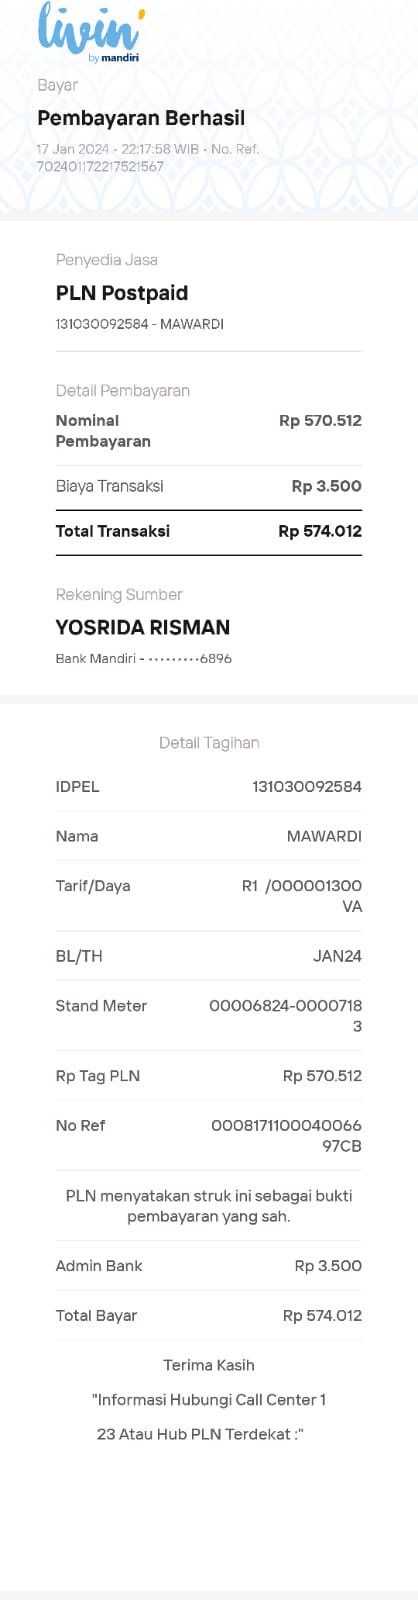 livin'
by mandiri
Bayar
Pembayaran Berhasil
17 Jan 2024 • 22:17:58 WIB • No. Ref.
702401172217521567
Penyedia Jasa
PLN Postpaid
131030092584 - MAWARDI
Detail Pembayaran
Nominal Rp 570.512
Pembayaran
Biaya Transaksi Rp 3.500
Total Transaksi Rp 574.012
Rekening Sumber
YOSRIDA RISMAN
Bank Mandiri - •••••••••6896
Detail Tagihan
IDPEL 131030092584
Nama MAWARDI
Tarif/Daya R1 /000001300
VA
BL/TH JAN24
Stand Meter 00006824-0000718
3
Rp Tag PLN Rp 570.512
No Ref 0008171100040066
97CB
PLN menyatakan struk ini sebagai bukti
pembayaran yang sah.
Admin Bank Rp 3.500
Total Bayar Rp 574.012
Terima Kasih
"Informasi Hubungi Call Center 1
23 Atau Hub PLN Terdekat :"